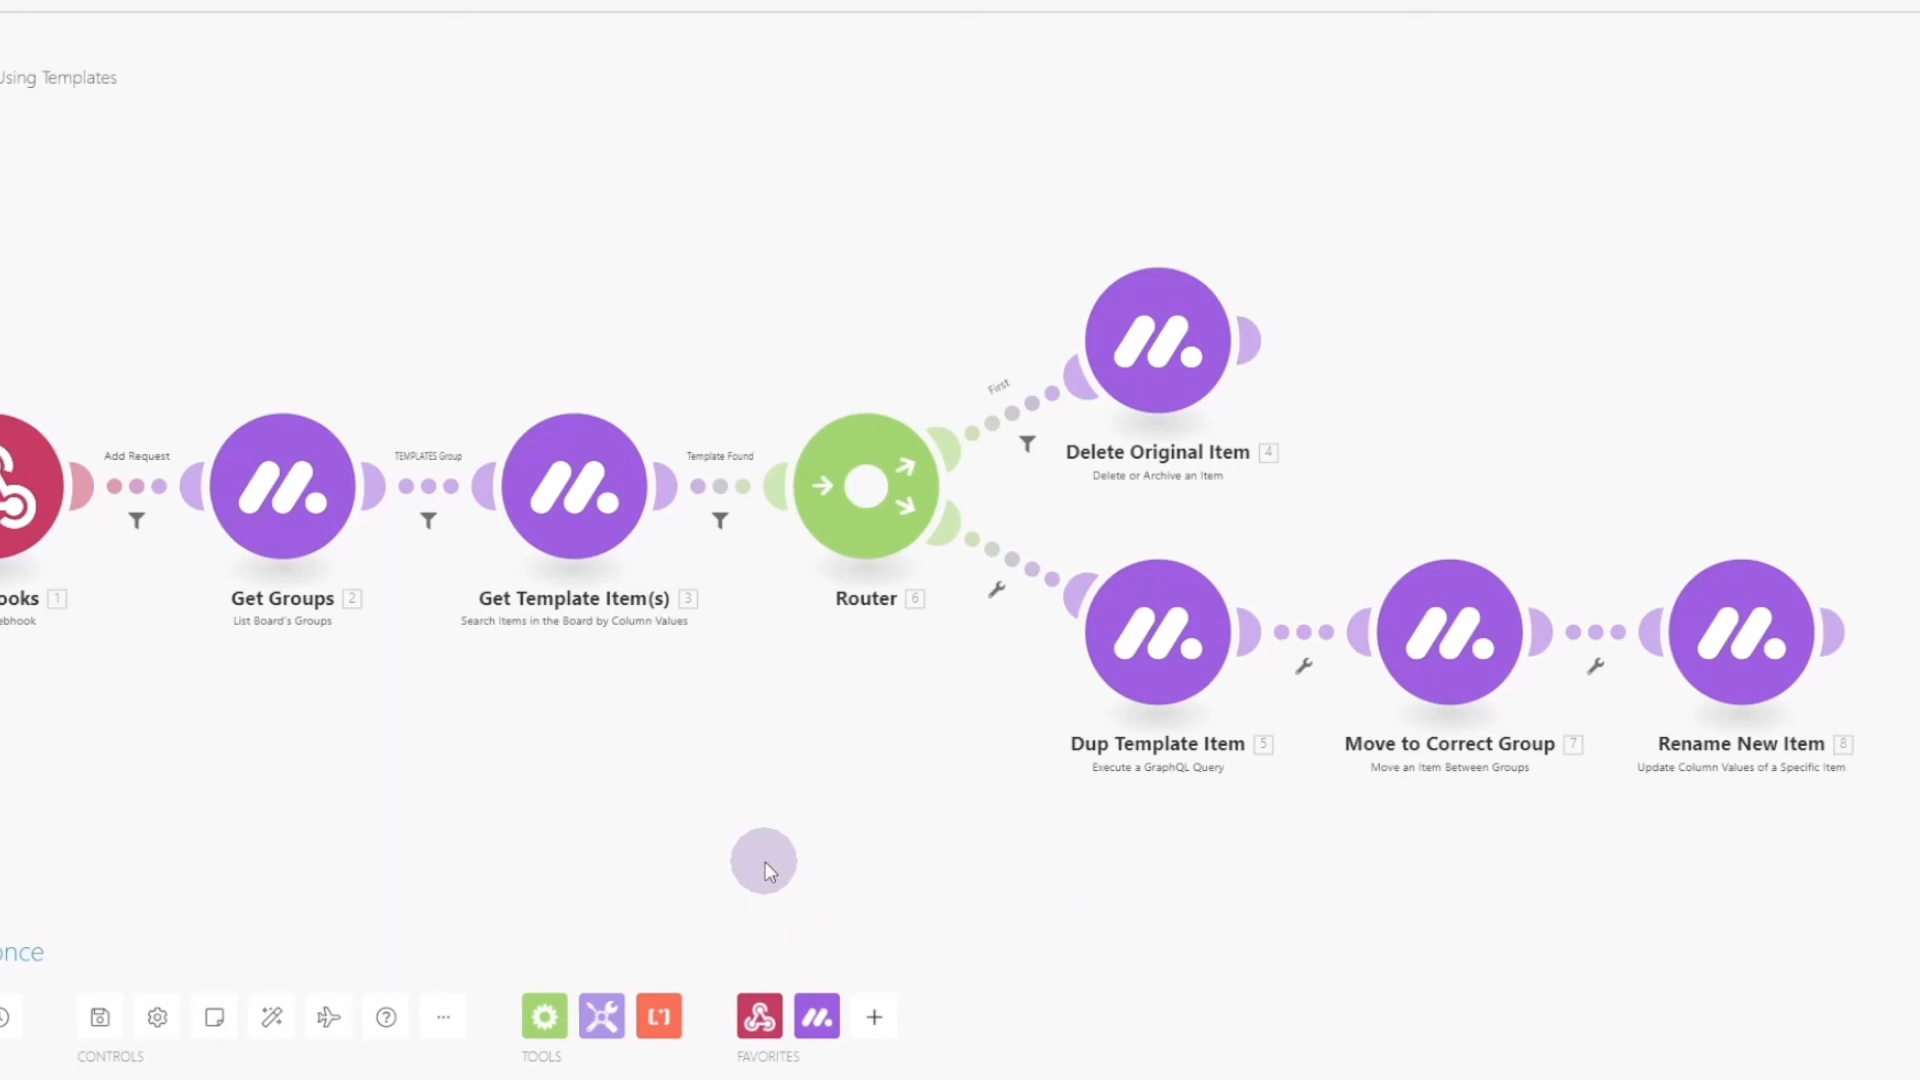 Using Templates
First
Delete Original Item 4
Delete or Archive an Item
Add Request
TEMPLATES Group
Template Found
ooks 1
ebhook
Get Groups 2
List Board's Groups
Get Template Item(s) 3
Search Items in the Board by Column Values
Router 6
Dup Template Item 5
Execute a GraphQL Query
Move to Correct Group 7
Move an Item Between Groups
Rename New Item 8
Update Column Values of a Specific Item
once
CONTROLS
TOOLS
FAVORITES